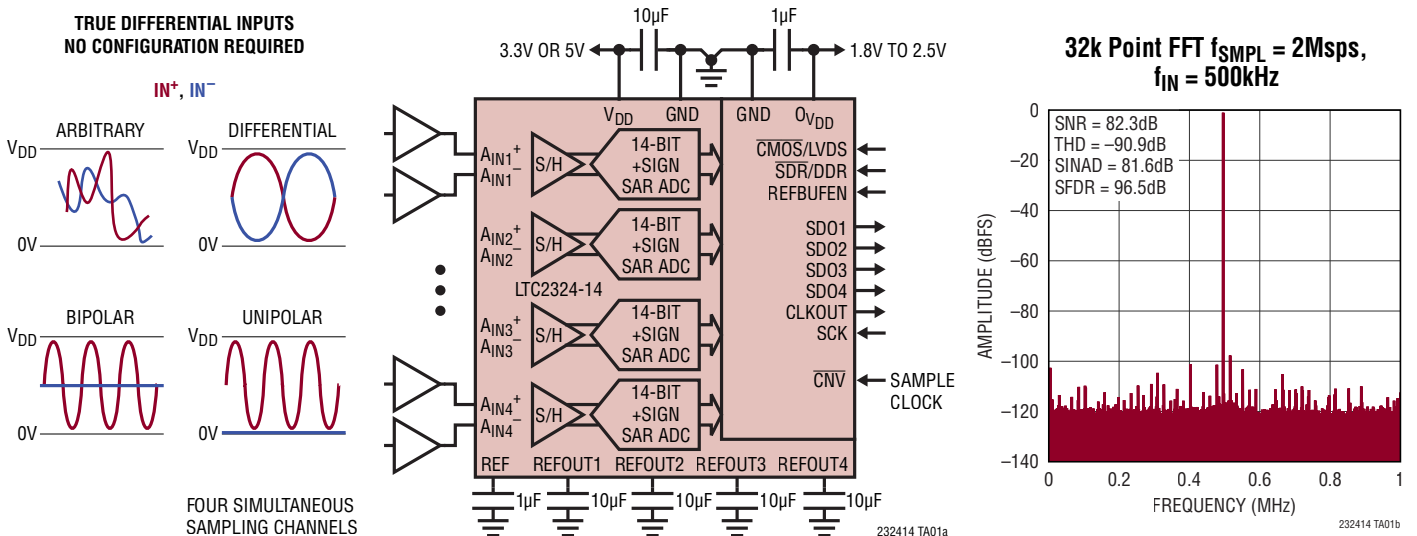 TRUE DIFFERENTIAL INPUTS
NO CONFIGURATION REQUIRED
IN+, IN−
ARBITRARY
VDD
0V
DIFFERENTIAL
VDD
0V
BIPOLAR
VDD
0V
UNIPOLAR
VDD
0V
FOUR SIMULTANEOUS
SAMPLING CHANNELS
10µF
1µF
3.3V OR 5V
1.8V TO 2.5V
VDD
GND
GND
OVDD
AIN1+
AIN1−
S/H
14-BIT
+SIGN
SAR ADC
AIN2+
AIN2−
S/H
14-BIT
+SIGN
SAR ADC
LTC2324-14
AIN3+
AIN3−
S/H
14-BIT
+SIGN
SAR ADC
AIN4+
AIN4−
S/H
14-BIT
+SIGN
SAR ADC
CMOS/LVDS
SDR/DDR
REFBUFEN
SDO1
SDO2
SDO3
SDO4
CLKOUT
SCK
CNV
SAMPLE
CLOCK
REF
REFOUT1
REFOUT2
REFOUT3
REFOUT4
1µF
10µF
10µF
10µF
10µF
232414 TA01a
32k Point FFT fSMPL = 2Msps,
fIN = 500kHz
SNR = 82.3dB
THD = −90.9dB
SINAD = 81.6dB
SFDR = 96.5dB
AMPLITUDE (dBFS)
0
−20
−40
−60
−80
−100
−120
−140
0
0.2
0.4
0.6
0.8
1
FREQUENCY (MHz)
232414 TA01b